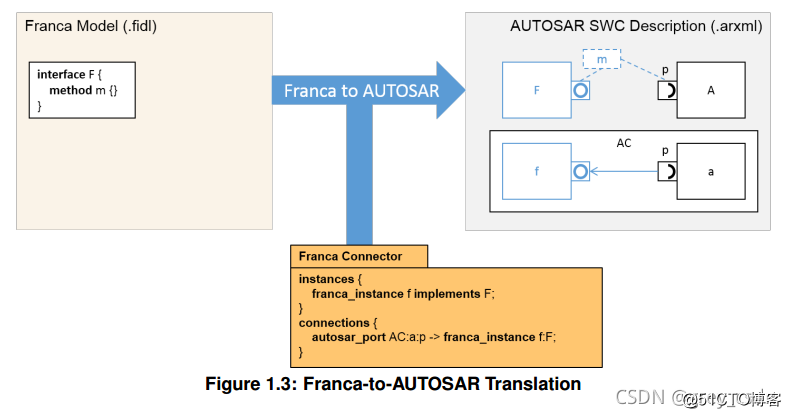 Franca Model (.fidl)
interface F {
method m {}
}
Franca to AUTOSAR
AUTOSAR SWC Description (.arxml)
m
F
p
A
AC
f
p
a
Franca Connector
instances {
franca_instance f implements F;
}
connections {
autosar_port AC:a:p -> franca_instance f:F;
}
Figure 1.3: Franca-to-AUTOSAR Translation
CSDN
@51CTO博客